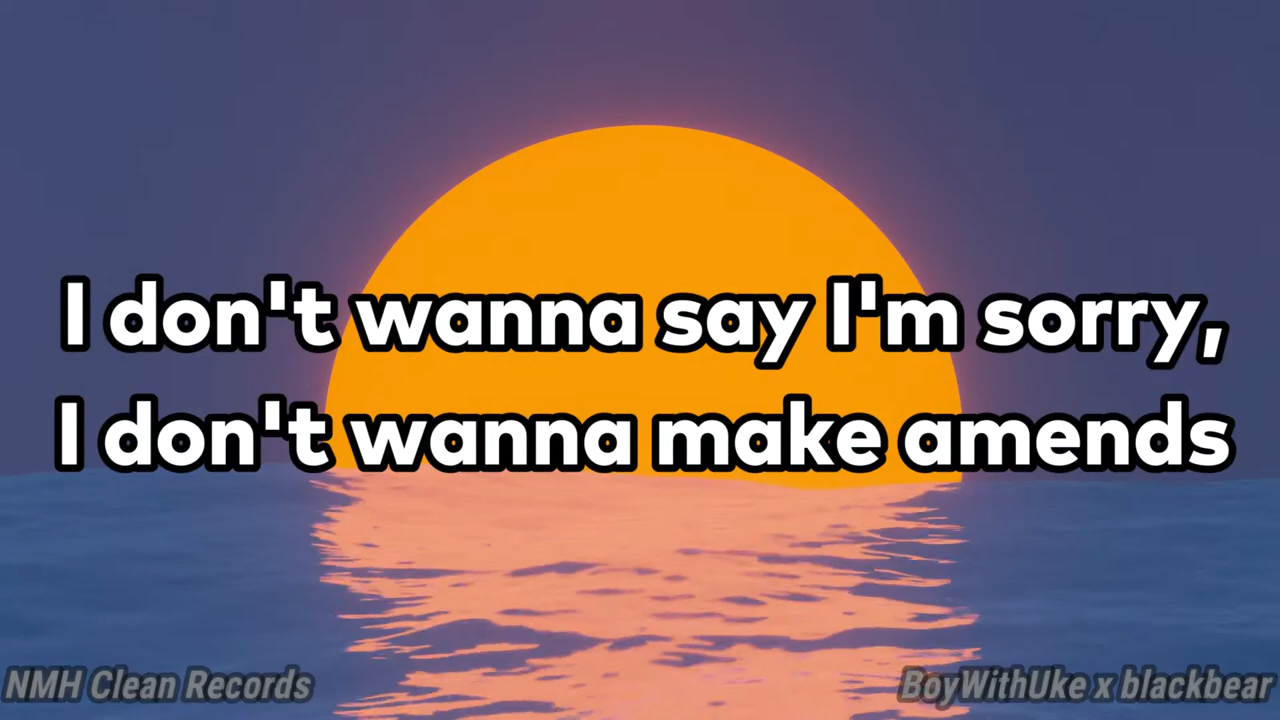 I don't wanna say I'm sorry,
I don't wanna make amends
NMH Clean Records
BoyWithUke x blackbear